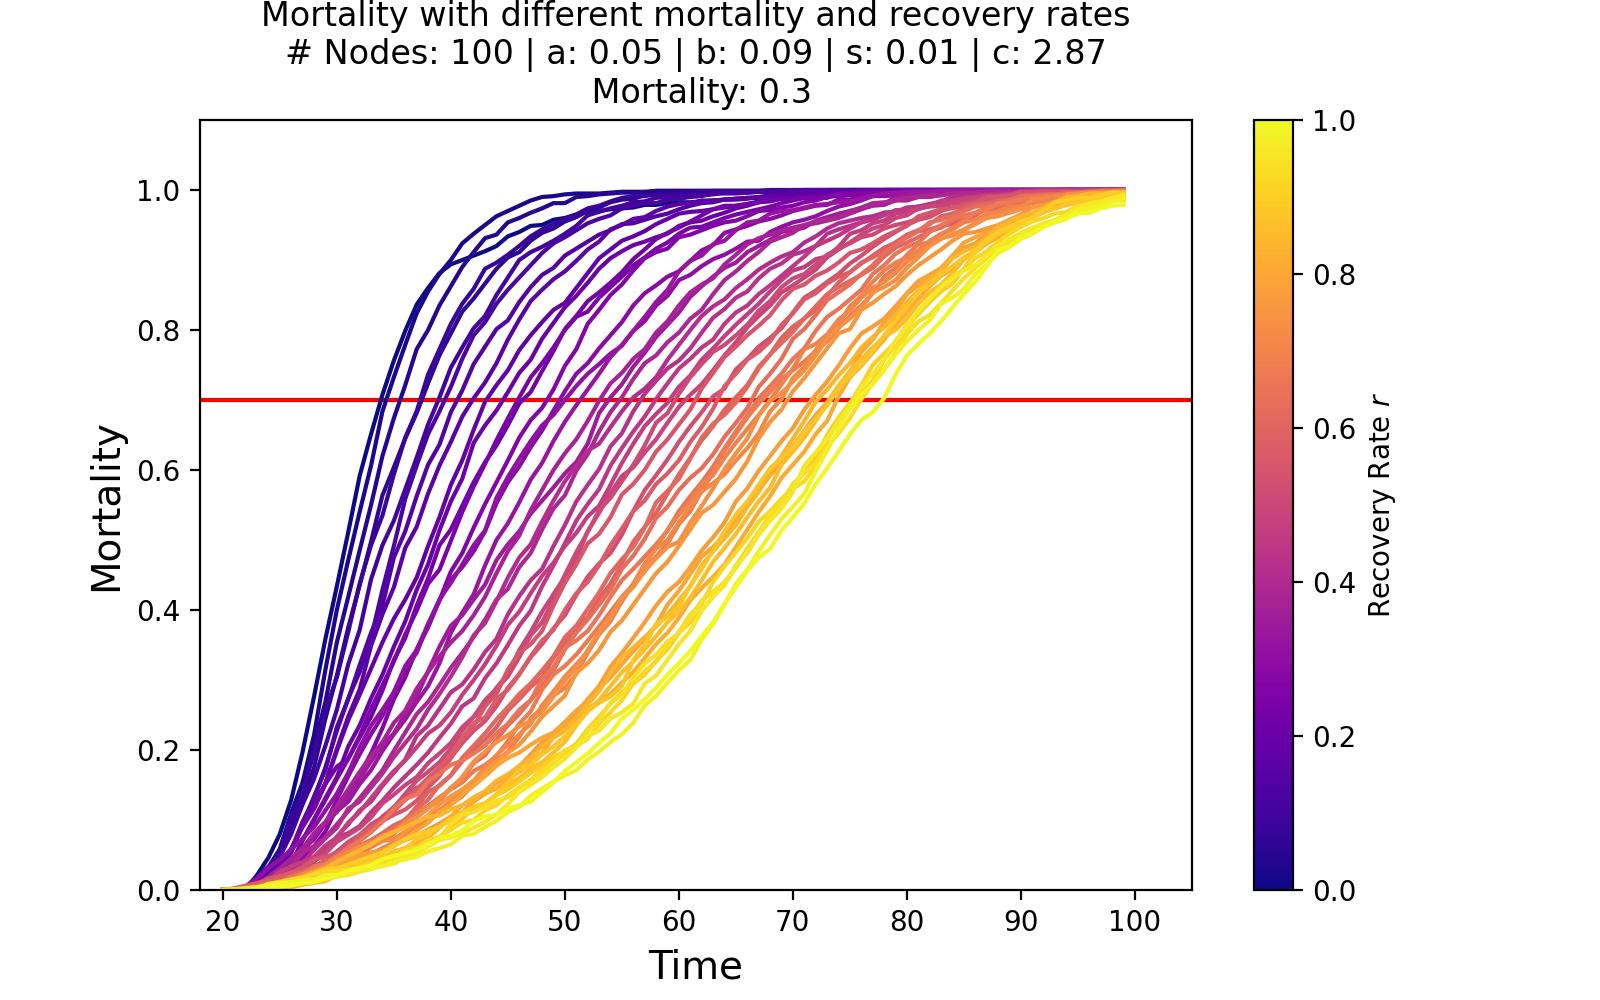 Mortality with different mortality and recovery rates
# Nodes: 100 | a: 0.05 | b: 0.09 | s: 0.01 | c: 2.87
Mortality: 0.3
Mortality
1.0
0.8
0.6
0.4
0.2
0.0
20 30 40 50 60 70 80 90 100
Time
1.0
0.8
0.6
0.4
0.2
0.0
Recovery Rate r